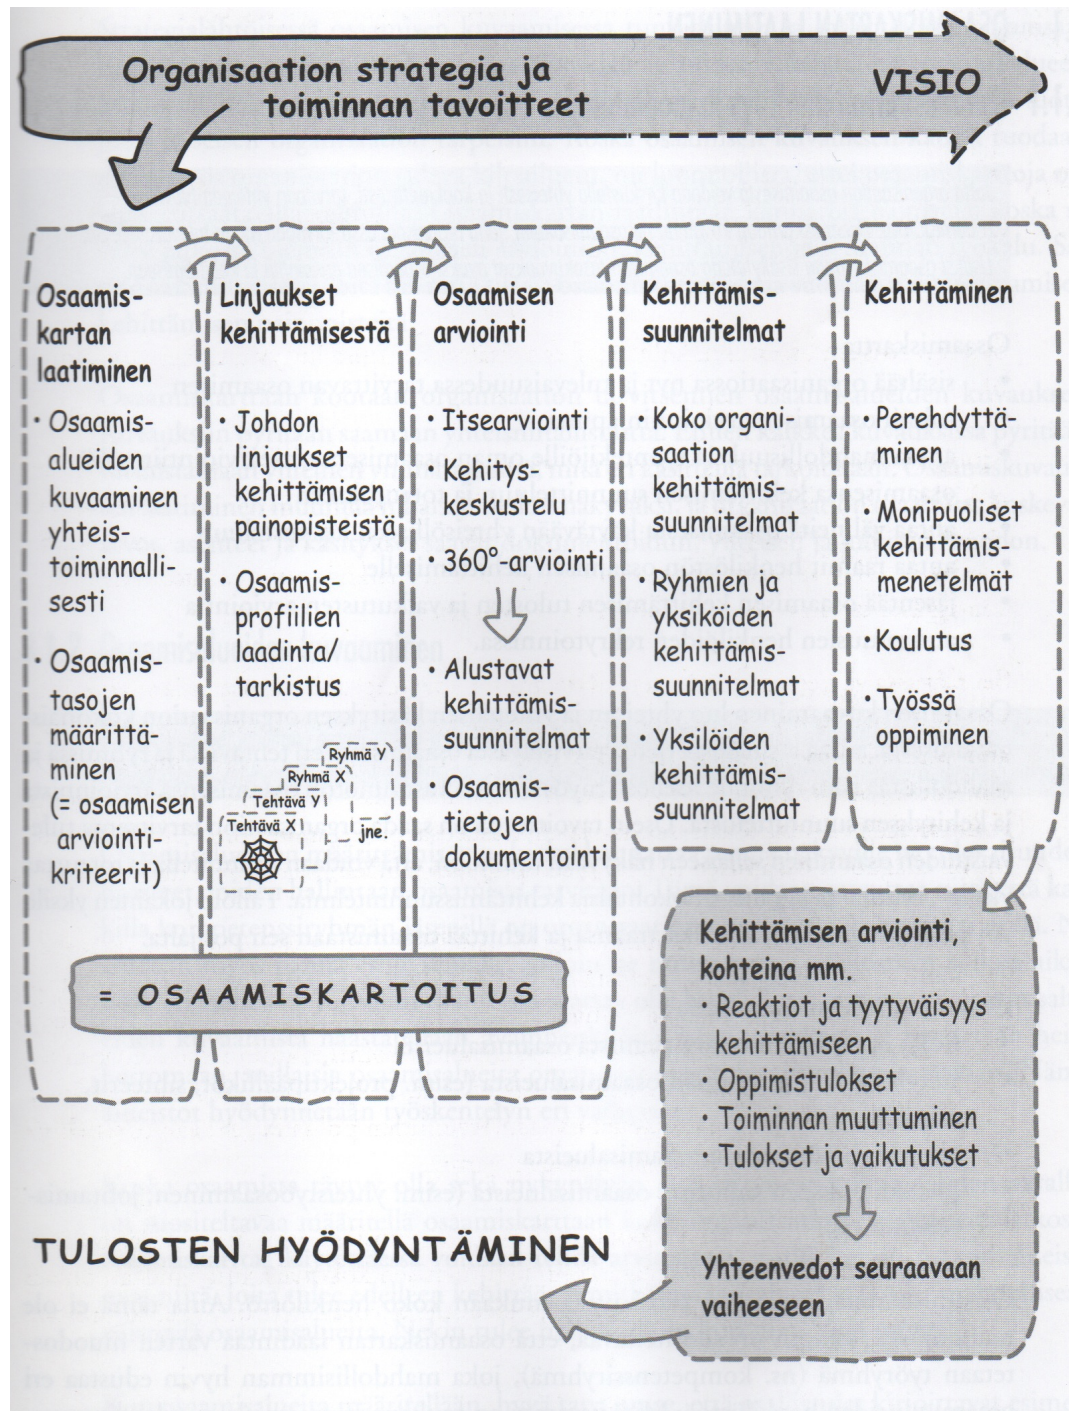 Organisaation strategia ja
toiminnan tavoitteet
VISIO
Osaamis-
kartan
laatiminen
• Osaamis-
alueiden
kuvaaminen
yhteis-
toiminnalli-
sesti
• Osaamis-
tasojen
määrittä-
minen
(= osaamisen
arviointi-
kriteerit)
Linjaukset
kehittämisestä
• Johdon
linjaukset
kehittämisen
painopisteistä
• Osaamis-
profiilien
laadinta/
tarkistus
Ryhmä Y
Ryhmä X
Tehtävä Y
Tehtävä X
jne.
Osaamisen
arviointi
• Itsearviointi
• Kehitys-
keskustelu
• 360°-arviointi
• Alustavat
kehittämis-
suunnitelmat
• Osaamis-
tietojen
dokumentointi
= OSAAMISKARTOITUS
Kehittämis-
suunnitelmat
• Koko organi-
saation
kehittämis-
suunnitelmat
• Ryhmien ja
yksiköiden
kehittämis-
suunnitelmat
• Yksilöiden
kehittämis-
suunnitelmat
Kehittäminen
• Perehdyttä-
minen
• Monipuoliset
kehittämis-
menetelmät
• Koulutus
• Työssä
oppiminen
Kehittämisen arviointi,
kohteina mm.
• Reaktiot ja tyytyväisyys
kehittämiseen
• Oppimistulokset
• Toiminnan muuttuminen
• Tulokset ja vaikutukset
Yhteenvedot seuraavaan
vaiheeseen
TULOSTEN HYÖDYNTÄMINEN